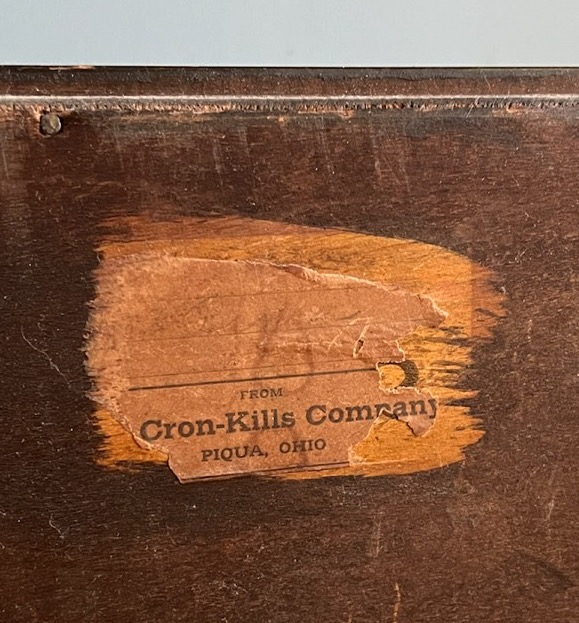 FROM
Cron-Kills Company
PIQUA, OHIO